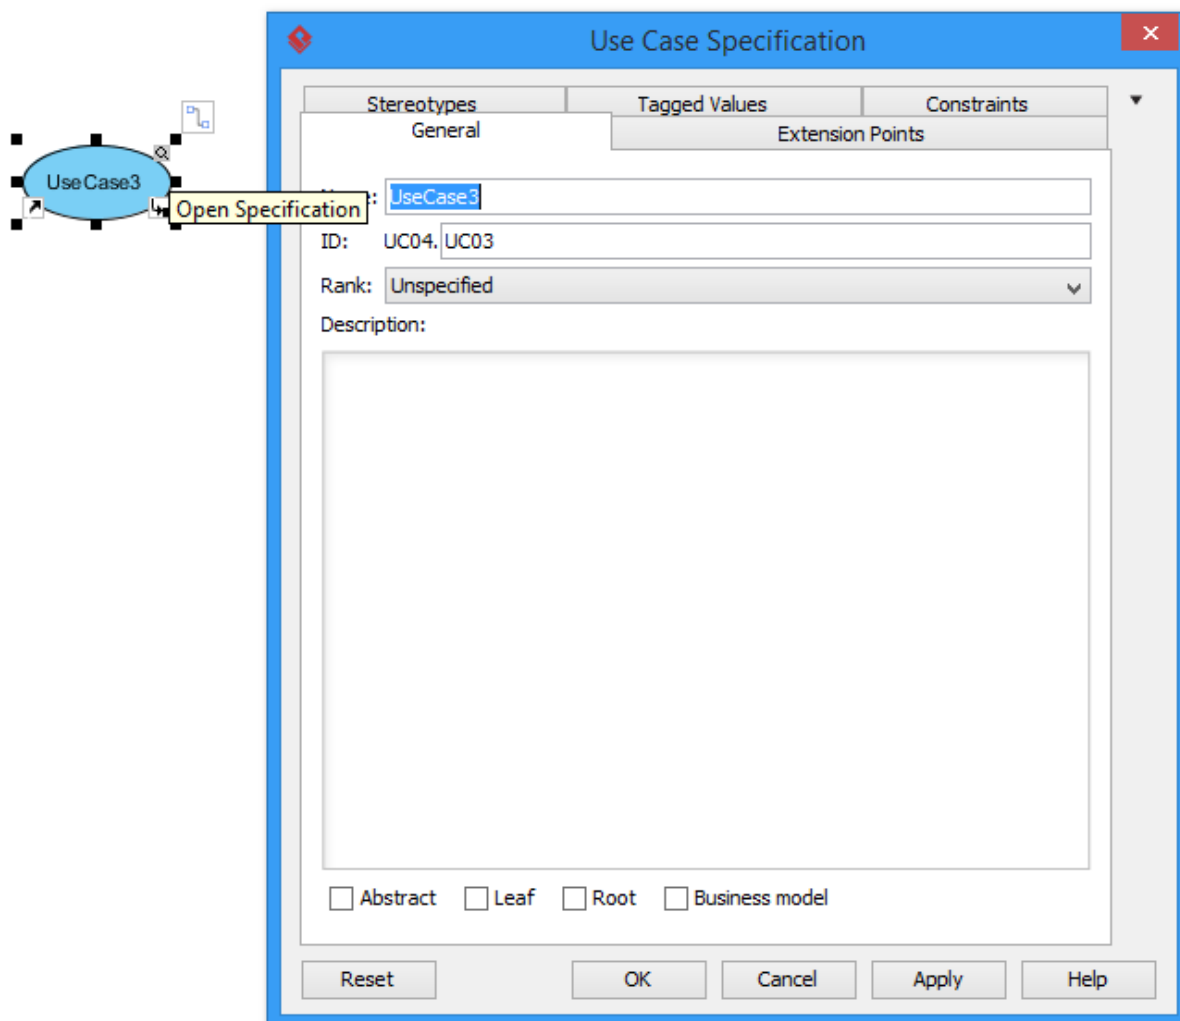 Use Case Specification
Stereotypes Tagged Values Constraints
General Extension Points
UseCase3
Open Specification
e: UseCase3
ID: UC04. UC03
Rank: Unspecified
Description:
Abstract Leaf Root Business model
Reset OK Cancel Apply Help